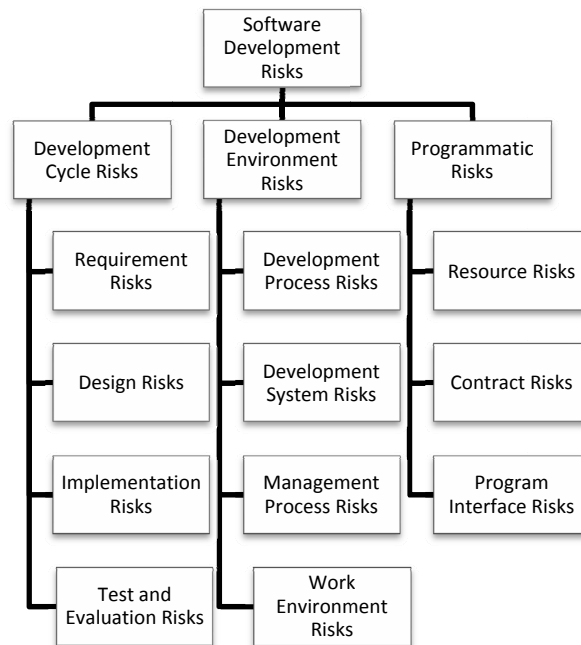 Software
Development
Risks
Development
Cycle Risks
Development
Environment
Risks
Programmatic
Risks
Requirement
Risks
Development
Process Risks
Resource Risks
Design Risks
Development
System Risks
Contract Risks
Implementation
Risks
Management
Process Risks
Program
Interface Risks
Test and
Evaluation Risks
Work
Environment
Risks